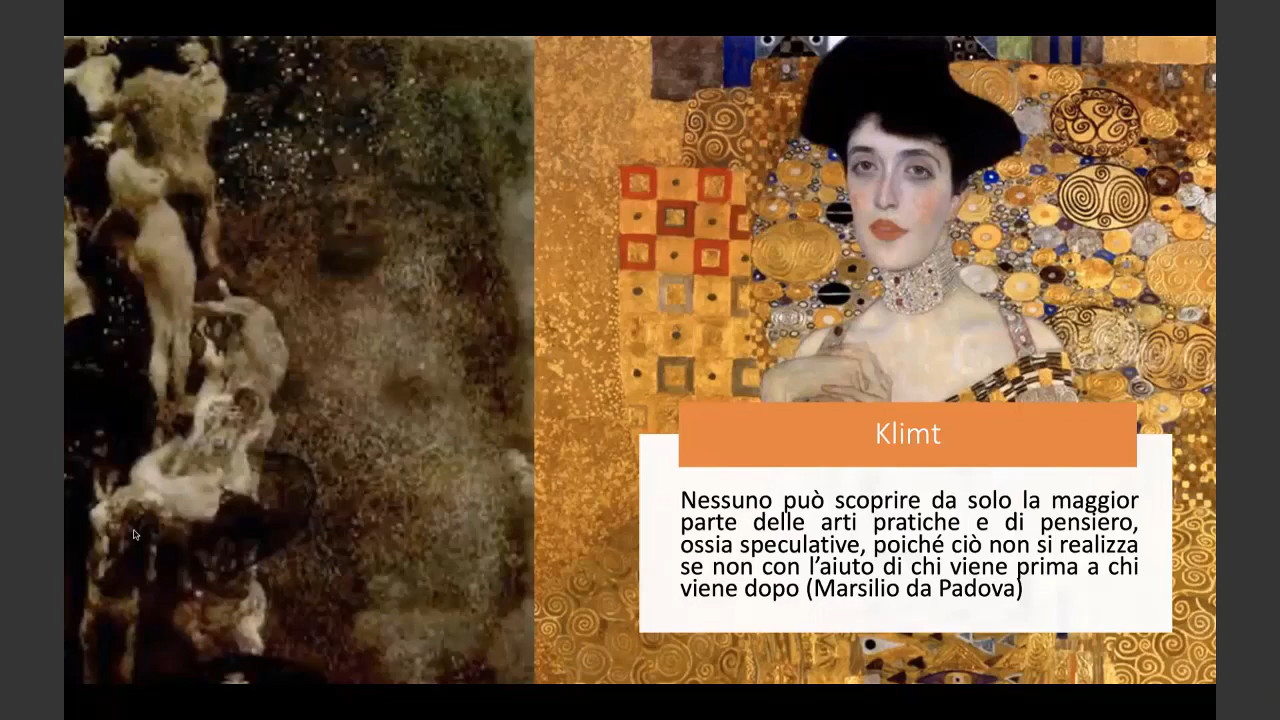 Klimt
Nessuno può scoprire da solo la maggior
parte delle arti pratiche e di pensiero,
ossia speculative, poiché ciò non si realizza
se non con l’aiuto di chi viene prima a chi
viene dopo (Marsilio da Padova)